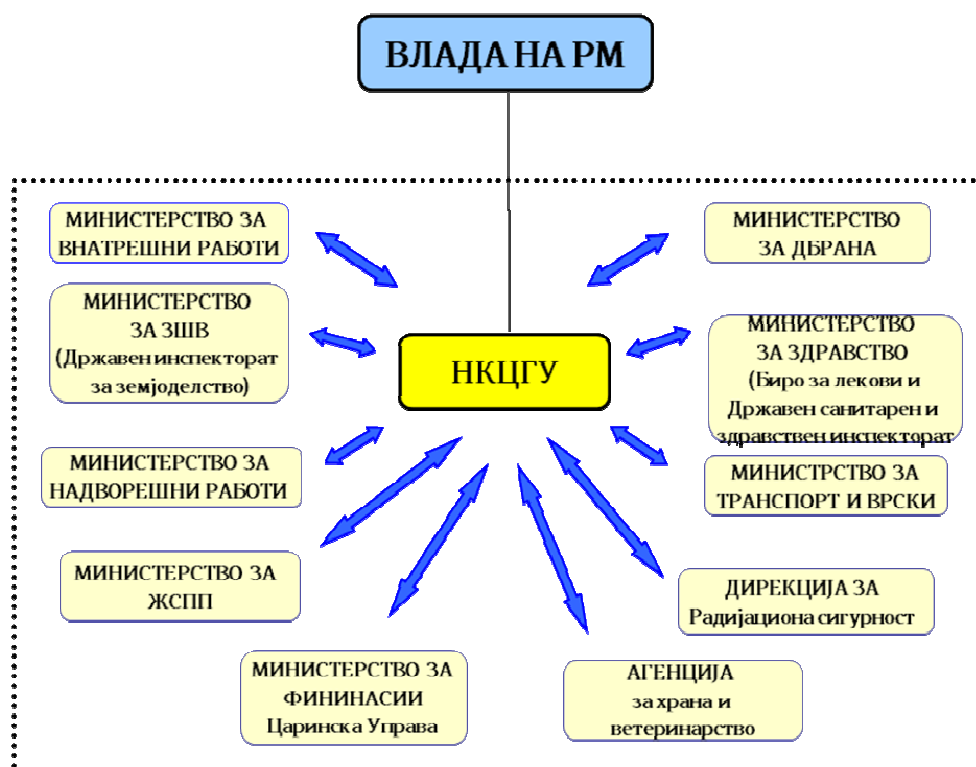 ВЛАДА НА РМ
МИНИСТЕРСТВО ЗА
ВНАТРЕШНИ РАБОТИ
МИНИСТЕРСТВО
ЗА ДБРАНА
МИНИСТЕРСТВО
ЗА ЗШВ
(Државен инспекторат
за земјоделство)
НКЦГУ
МИНИСТЕРСТВО
ЗА ЗДРАВСТВО
(Биро за лекови и
Државен санитарен и
здравствен инспекторат
МИНИСТЕРСТВО ЗА
НАДВОРЕШНИ РАБОТИ
МИНИСТРСТВО ЗА
ТРАНСПОРТ И ВРСКИ
МИНИСТЕРСТВО ЗА
ЖСПП
ДИРЕКЦИЈА ЗА
Радијациона сигурност
МИНИСТЕРСТВО ЗА
ФИНИНАСИИ
Царинска Управа
АГЕНЦИЈА
за храна и
ветеринарство